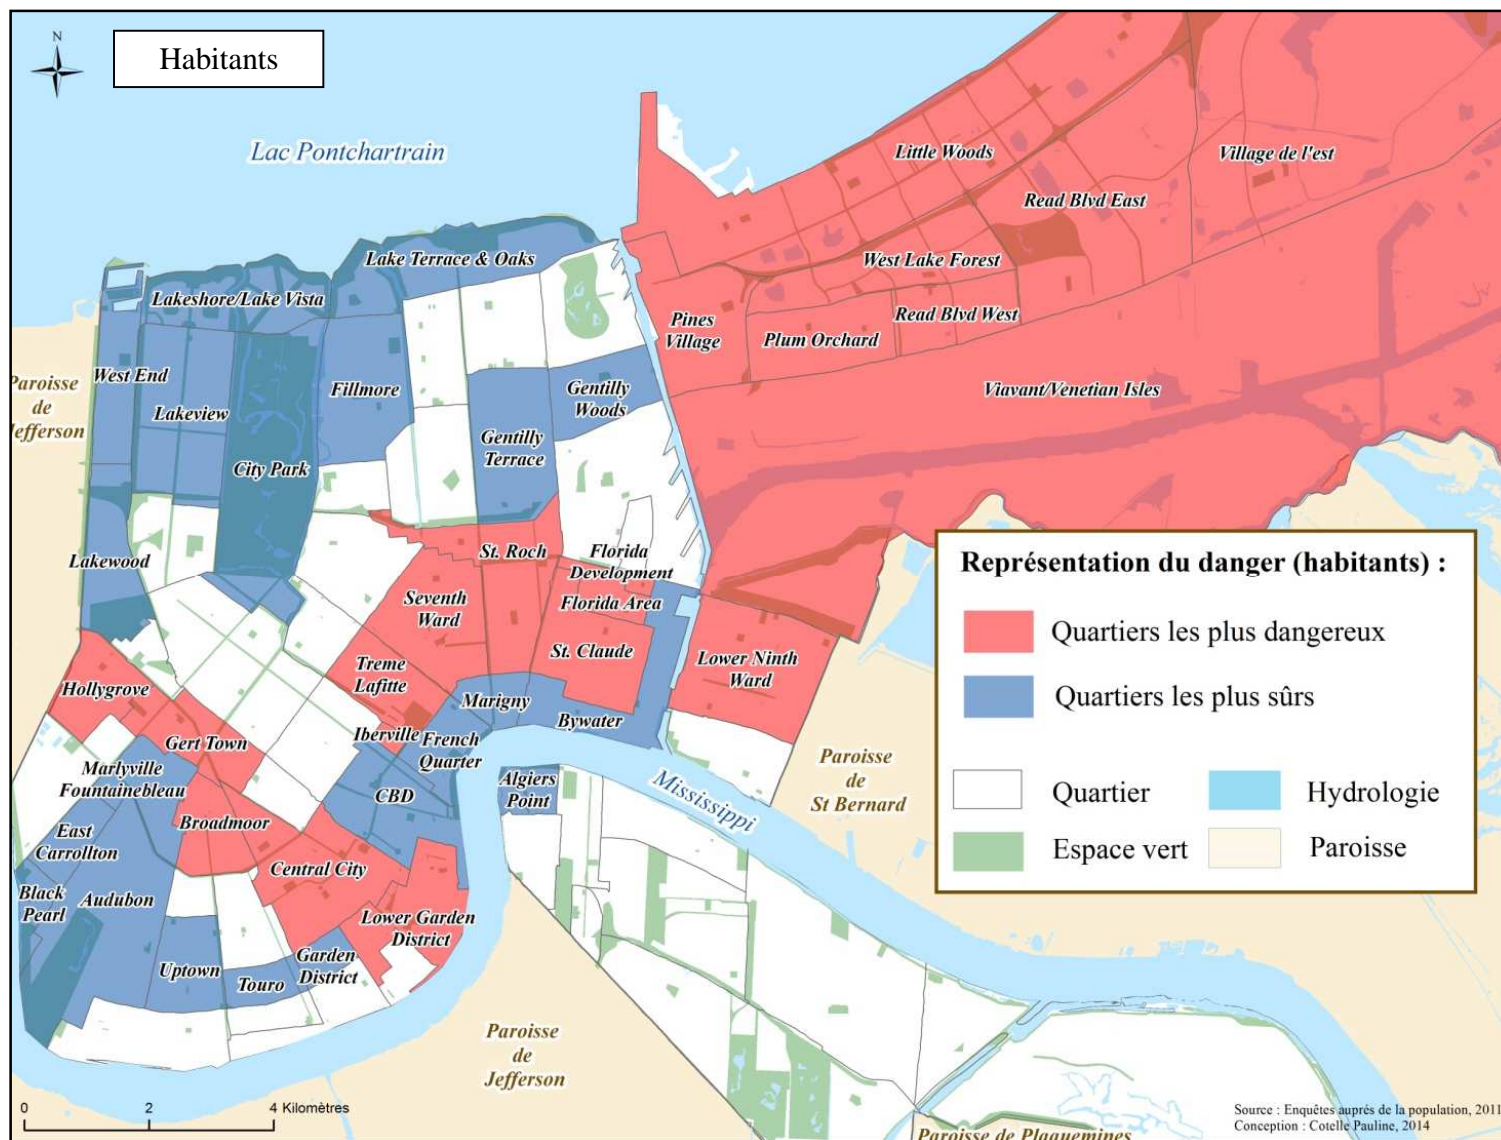 N
Habitants
Lac Pontchartrain
Little Woods
Village de l'est
Read Blvd East
Lake Terrace & Oaks
West Lake Forest
Lakeshore/Lake Vista
Read Blvd West
Pines
Village
Plum Orchard
Paroisse
de
Jefferson
West End
Lakeview
Fillmore
Gentilly
Woods
Viavant/Venetian Isles
Gentilly
Terrace
City Park
Lakewood
St. Roch
Florida
Development
Seventh
Ward
Florida Area
St. Claude
Treme
Lafitte
Lower Ninth
Ward
Hollygrove
Marigny
Bywater
Iberville
French
Quarter
Gert Town
Marlyville
Fountainebleau
CBD
Algiers
Point
Mississippi
Paroisse
de
St Bernard
Broadmoor
East
Carrollton
Central City
Black
Pearl
Audubon
Lower Garden
District
Garden
District
Uptown
Touro
Paroisse
de
Jefferson
Paroisse de Plaquemines
Représentation du danger (habitants) :
Quartiers les plus dangereux
Quartiers les plus sûrs
Quartier
Hydrologie
Espace vert
Paroisse
0 2 4 Kilomètres
Source : Enquêtes auprés de la population, 2011
Conception : Cotelle Pauline, 2014